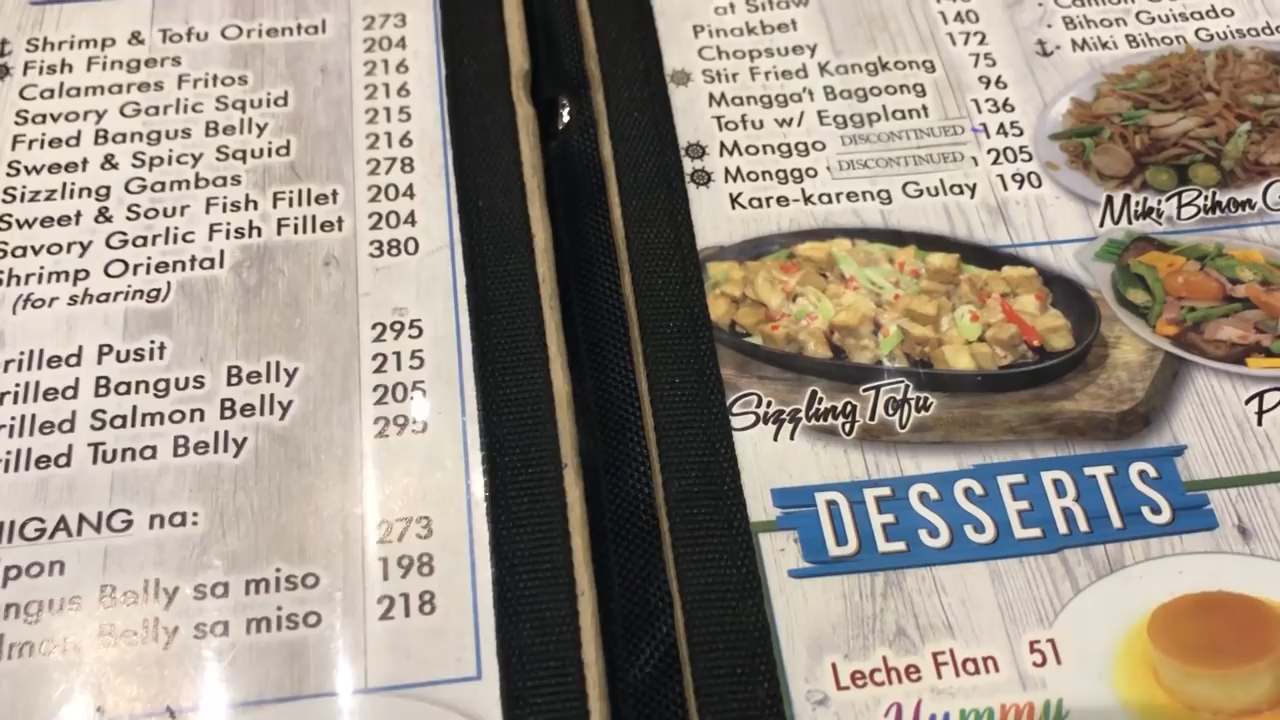 Shrimp & Tofu Oriental 273
Fish Fingers 204
Calamares Fritos 216
Savory Garlic Squid 216
Fried Bangus Belly 215
Sweet & Spicy Squid 216
Sizzling Gambas 278
Sweet & Sour Fish Fillet 204
Savory Garlic Fish Fillet 204
Shrimp Oriental 380
(for sharing)
rilled Pusit 295
rilled Bangus Belly 215
rilled Salmon Belly 205
illed Tuna Belly 295
IGANG na:
pon 273
ngus Belly sa miso 198
lmon Belly sa miso 218
at Sitaw
Pinakbet 140
Chopsuey 172
Stir Fried Kangkong 75
Mangga't Bagoong 96
Tofu w/ Eggplant 136
Monggo DISCONTINUED 145
Monggo DISCONTINUED 205
Kare-kareng Gulay 190
Bihon Guisado
Miki Bihon Guisado
Miki Bihon G
Sizzling Tofu
P
DESSERTS
Leche Flan 51
Yummy